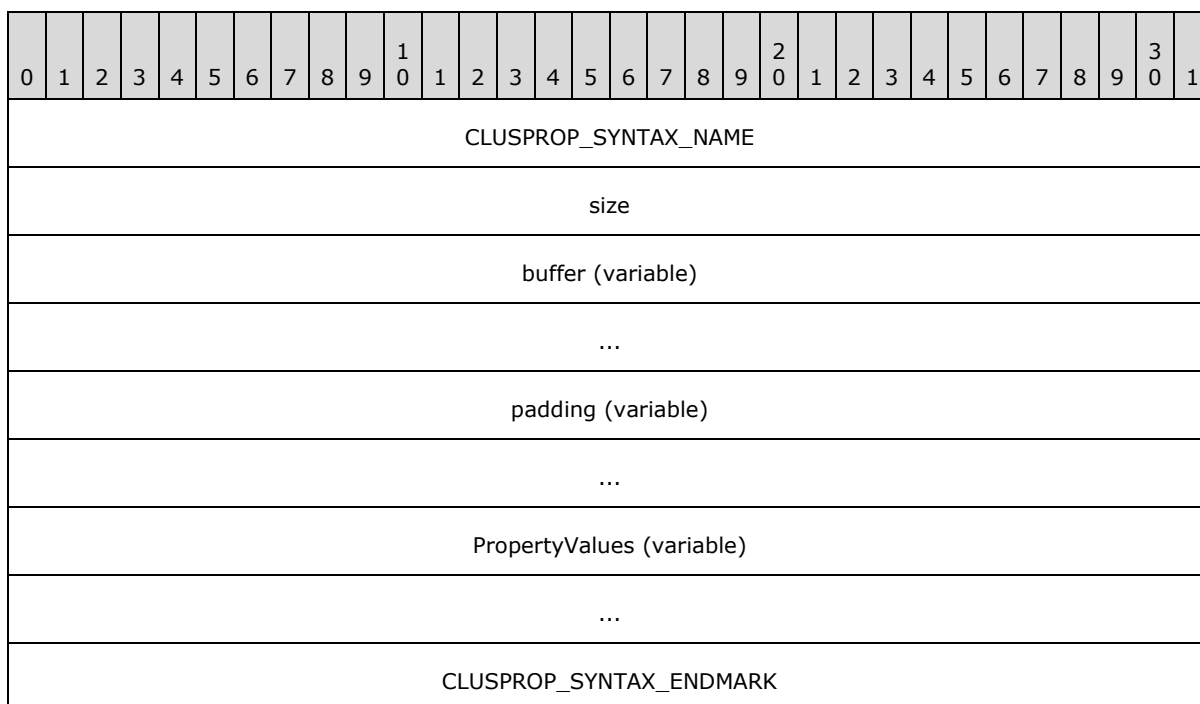 0 1 2 3 4 5 6 7 8 9 1 0 1 2 3 4 5 6 7 8 9 2 0 1 2 3 4 5 6 7 8 9 3 0 1
CLUSPROP_SYNTAX_NAME
size
buffer (variable)
...
padding (variable)
...
PropertyValues (variable)
...
CLUSPROP_SYNTAX_ENDMARK